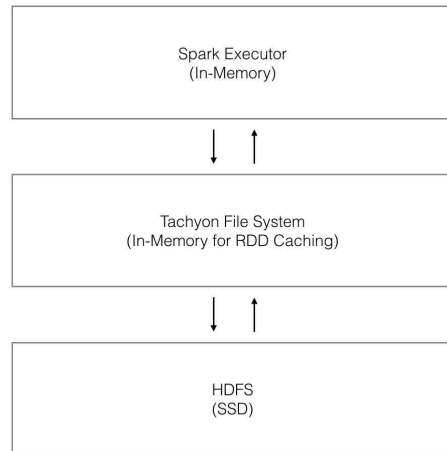 Spark Executor
(In-Memory)
Tachyon File System
(In-Memory for RDD Caching)
HDFS
(SSD)